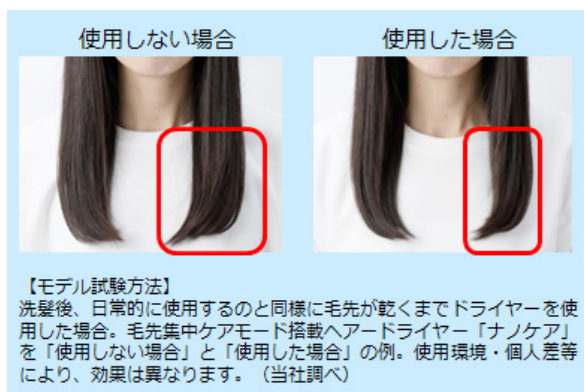 使用しない場合
使用した場合
【モデル試験方法】
洗髪後、日常的に使用するのと同様に毛先が乾くまでドライヤーを使
用した場合。毛先集中ケアモード搭載ヘアードライヤー「ナノケア」
を「使用しない場合」と「使用した場合」の例。使用環境・個人差等
により、効果は異なります。（当社調べ）